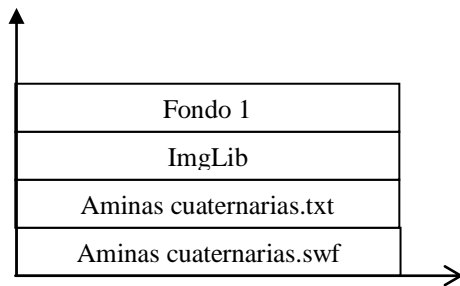 Fondo 1
ImgLib
Aminas cuaternarias.txt
Aminas cuaternarias.swf